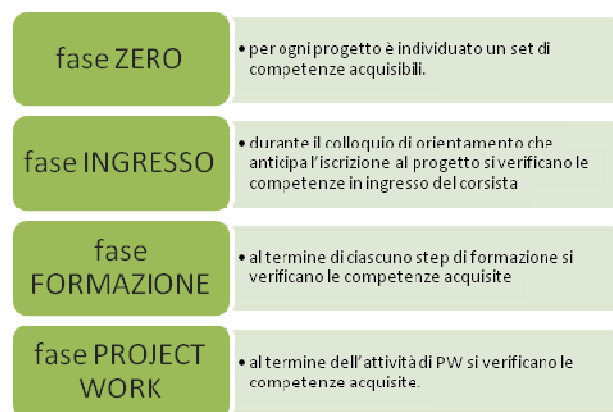 fase ZERO
• per ogni progetto è individuato un set di
competenze acquisibili.
fase INGRESSO
• durante il colloquio di orientamento che
anticipa l'iscrizione al progetto si verificano le
competenze in ingresso del corsista
fase
FORMAZIONE
• al termine di ciascuno step di formazione si
verificano le competenze acquisite
fase PROJECT
WORK
• al termine dell'attività di PW si verificano le
competenze acquisite.